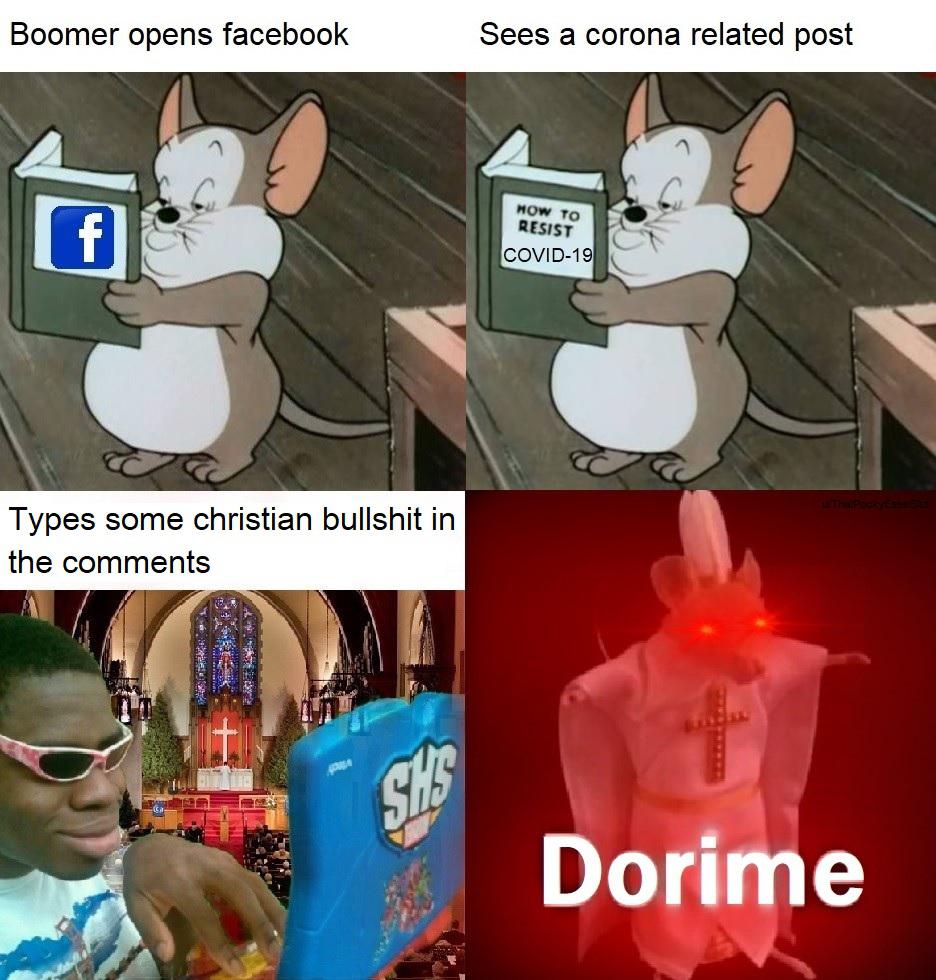 Boomer opens facebook
Sees a corona related post
f
HOW TO
RESIST
COVID-19
Types some christian bullshit in
the comments
vtech
SHS
Dorime